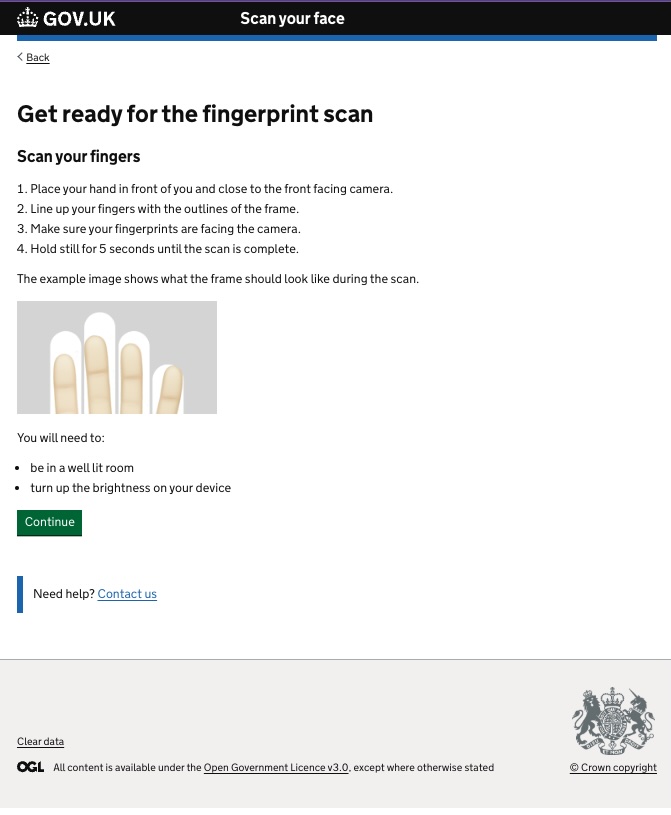 GOV.UK
Scan your face
Back
Get ready for the fingerprint scan
Scan your fingers
1. Place your hand in front of you and close to the front facing camera.
2. Line up your fingers with the outlines of the frame.
3. Make sure your fingerprints are facing the camera.
4. Hold still for 5 seconds until the scan is complete.
The example image shows what the frame should look like during the scan.
You will need to:
• be in a well lit room
• turn up the brightness on your device
Continue
Need help? Contact us
Clear data
OGL All content is available under the Open Government Licence v3.0, except where otherwise stated
© Crown copyright